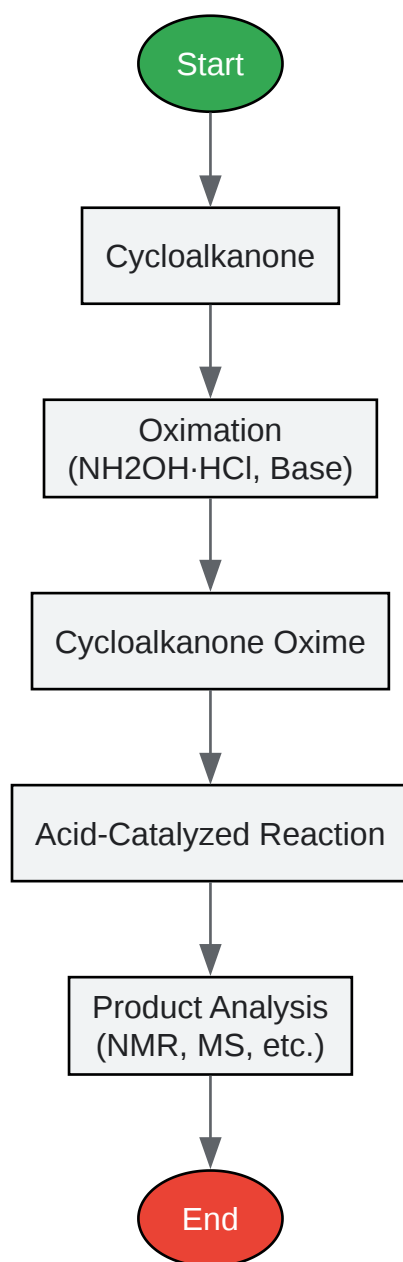 Start
Cycloalkanone
Oximation
(NH2OH·HCl, Base)
Cycloalkanone Oxime
Acid-Catalyzed Reaction
Product Analysis
(NMR, MS, etc.)
End